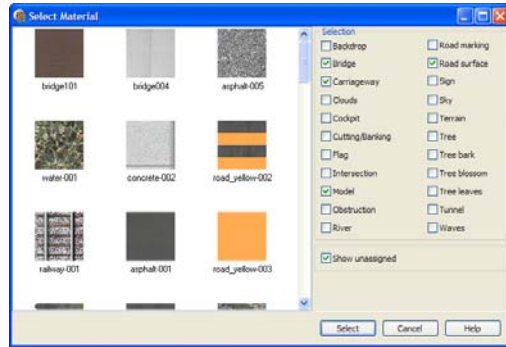 Select Material
bridge101
bridge004
asphalt-005
water-001
concrete-002
road_yellow-002
railway-001
asphalt-001
road_yellow-003
Selection
Backdrop
Bridge
Carriageway
Clouds
Cockpit
Cutting/Banking
Flag
Intersection
Model
Obstruction
River
Road marking
Road surface
Sign
Sky
Terrain
Tree
Tree bark
Tree blossom
Tree leaves
Tunnel
Waves
Show unassigned
Select
Cancel
Help